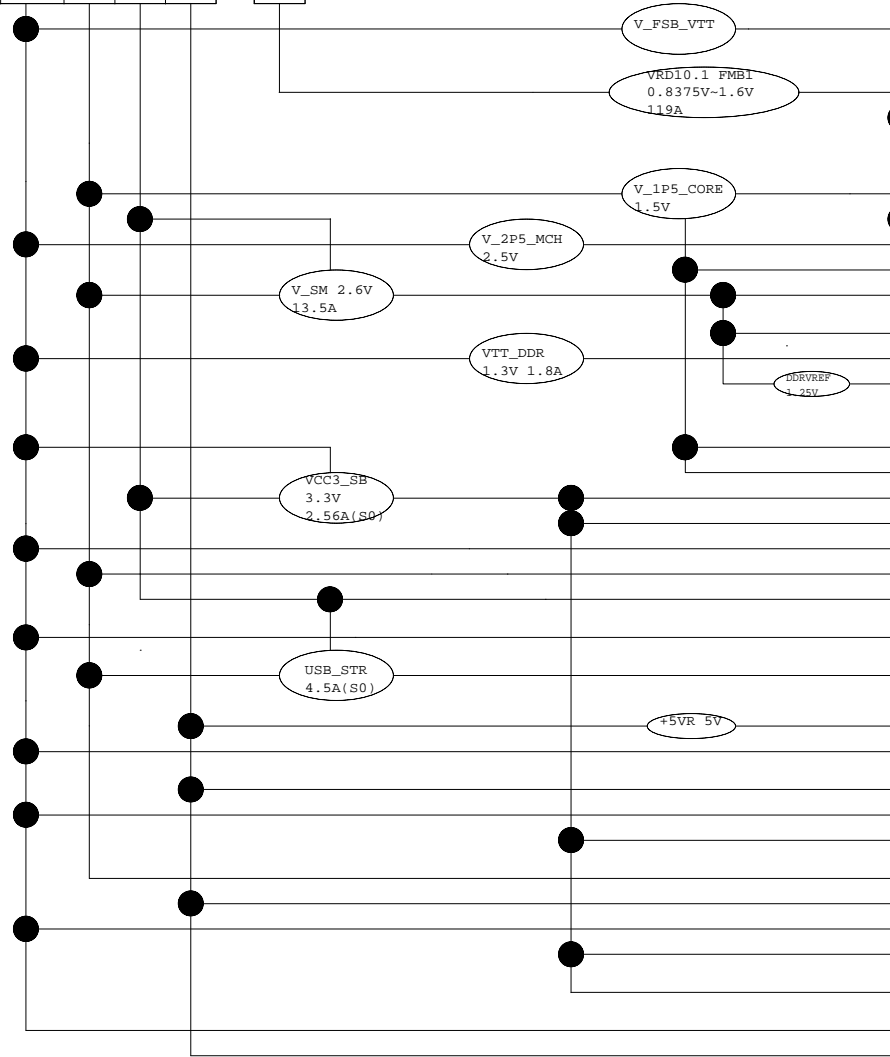 V_FSB_VTT
VRD10.1 FMB1
0.8375V~1.6V
119A
V_1P5_CORE
1.5V
V_2P5_MCH
2.5V
V_SM 2.6V
13.5A
VTT_DDR
1.3V 1.8A
DDRVREF
1.25V
VCC3_SB
3.3V
2.56A(S0)
USB_STR
4.5A(S0)
+5VR 5V